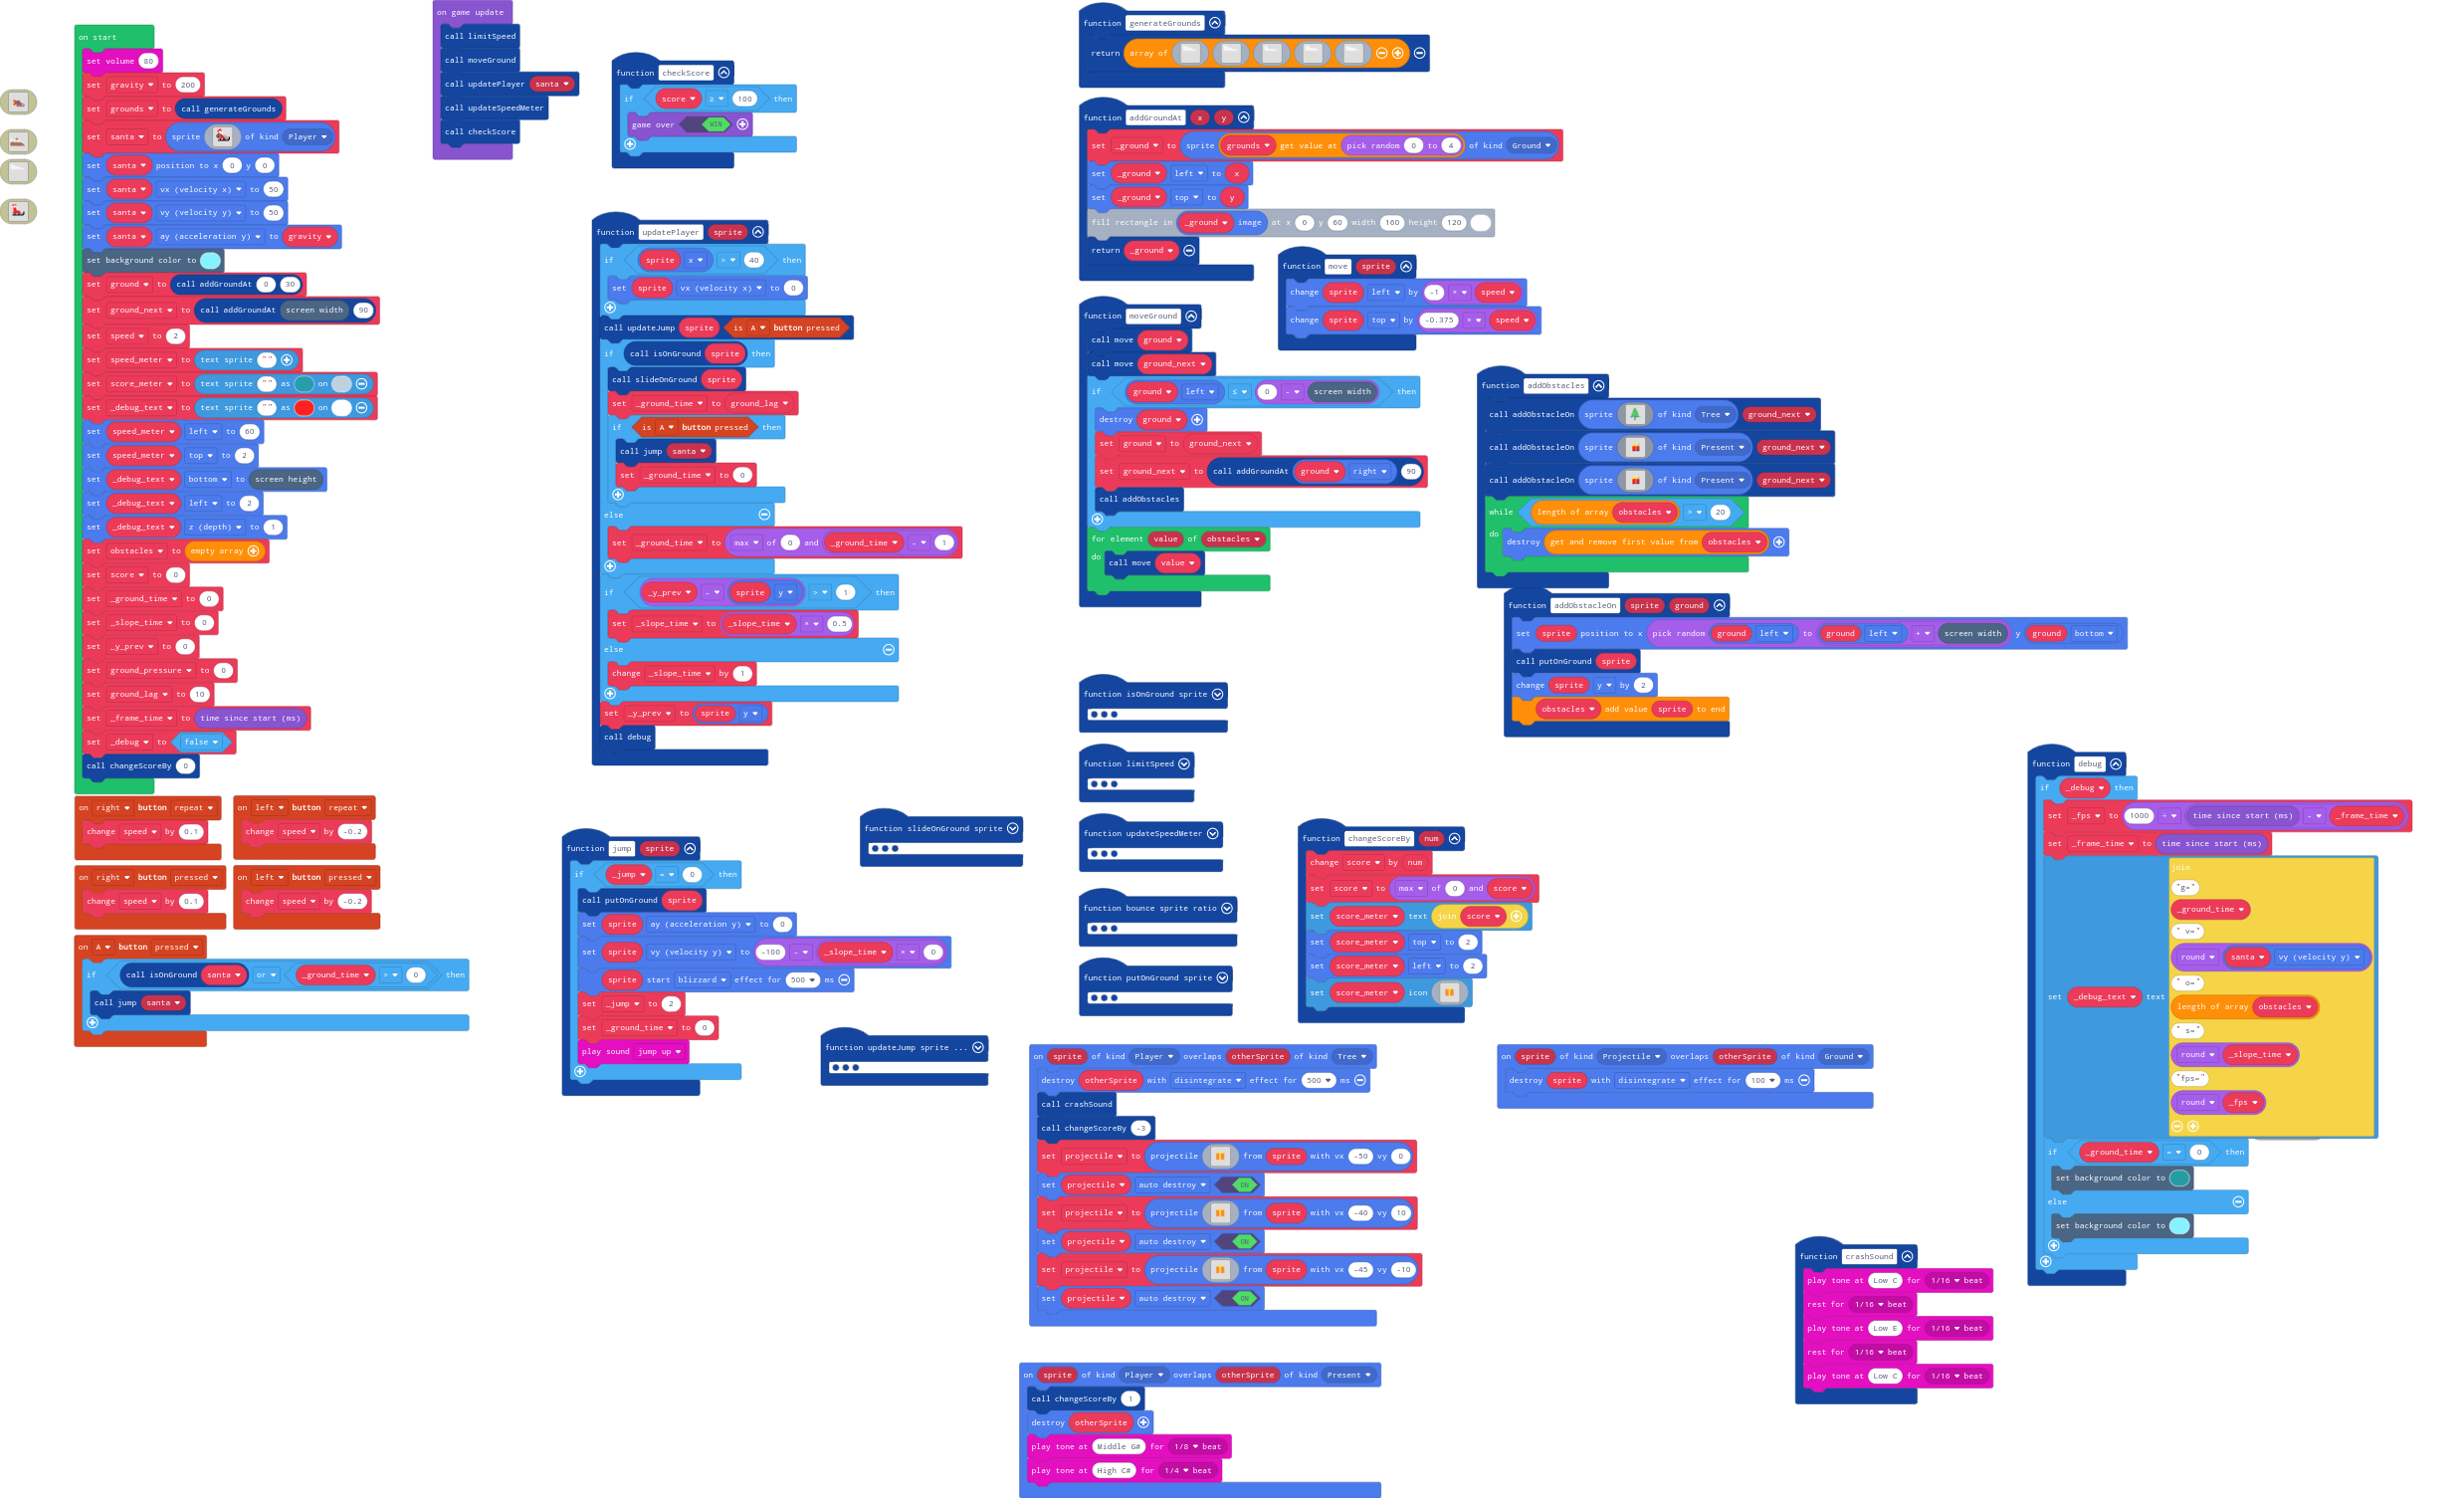 on start
set volume 80
set gravity to 200
set grounds to call generateGrounds
set santa to sprite of kind Player
set santa position to x 0 y 0
set santa vx (velocity x) to 50
set santa vy (velocity y) to 50
set santa ay (acceleration y) to gravity
set background color to
set ground to call addGroundAt 0 30
set ground_next to call addGroundAt screen width 90
set speed to 2
set speed_meter to text sprite " "
set score_meter to text sprite " " as on
set _debug_text to text sprite " " as on
set speed_meter left to 60
set speed_meter top to 2
set _debug_text bottom to screen height
set _debug_text left to 2
set _debug_text z (depth) to 1
set obstacles to empty array
set score to 0
set _ground_time to 0
set _slope_time to 0
set _y_prev to 0
set ground_pressure to 0
set ground_lag to 10
set _frame_time to time since start (ms)
set _debug to false
call changeScoreBy 0
on right button repeat
change speed by 0.1
on left button repeat
change speed by -0.2
on right button pressed
change speed by 0.1
on left button pressed
change speed by -0.2
on A button pressed
if call isOnGround santa or _ground_time > 0 then
call jump santa
on game update
call limitSpeed
call moveGround
call updatePlayer santa
call updateSpeedMeter
call checkScore
function checkScore
if score ≥ 100 then
game over WIN
function updatePlayer sprite
if sprite x > 40 then
set sprite vx (velocity x) to 0
call updateJump sprite is A button pressed
if call isOnGround sprite then
call slideOnGround sprite
set _ground_time to ground_lag
if is A button pressed then
call jump santa
set _ground_time to 0
else
set _ground_time to max of 0 and _ground_time - 1
if _y_prev - sprite y > 1 then
set _slope_time to _slope_time × 0.5
else
change _slope_time by 1
set _y_prev to sprite y
call debug
function slideOnGround sprite
function jump sprite
if _jump = 0 then
call putOnGround sprite
set sprite ay (acceleration y) to 0
set sprite vy (velocity y) to -100 - _slope_time × 0
sprite start blizzard effect for 500 ms
set _jump to 2
set _ground_time to 0
play sound jump up
function updateJump sprite ...
function generateGrounds
return array of
function addGroundAt x y
set _ground to sprite grounds get value at pick random 0 to 4 of kind Ground
set _ground left to x
set _ground top to y
fill rectangle in _ground image at x 0 y 60 width 160 height 120
return _ground
function move sprite
change sprite left by -1 × speed
change sprite top by -0.375 × speed
function moveGround
call move ground
call move ground_next
if ground left ≤ 0 - screen width then
destroy ground
set ground to ground_next
set ground_next to call addGroundAt ground right 90
call addObstacles
for element value of obstacles
do call move value
function addObstacles
call addObstacleOn sprite of kind Tree ground_next
call addObstacleOn sprite of kind Present ground_next
call addObstacleOn sprite of kind Present ground_next
while length of array obstacles > 20
do destroy get and remove first value from obstacles
function addObstacleOn sprite ground
set sprite position to x pick random ground left to ground left + screen width y ground bottom
call putOnGround sprite
change sprite y by 2
obstacles add value sprite to end
function isOnGround sprite
function limitSpeed
function updateSpeedMeter
function bounce sprite ratio
function putOnGround sprite
function changeScoreBy num
change score by num
set score to max of 0 and score
set score_meter text join score
set score_meter top to 2
set score_meter left to 2
set score_meter icon
on sprite of kind Player overlaps otherSprite of kind Tree
destroy otherSprite with disintegrate effect for 500 ms
call crashSound
call changeScoreBy -3
set projectile to projectile from sprite with vx -50 vy 0
set projectile auto destroy ON
set projectile to projectile from sprite with vx -40 vy 10
set projectile auto destroy ON
set projectile to projectile from sprite with vx -45 vy -10
set projectile auto destroy ON
on sprite of kind Projectile overlaps otherSprite of kind Ground
destroy sprite with disintegrate effect for 100 ms
on sprite of kind Player overlaps otherSprite of kind Present
call changeScoreBy 1
destroy otherSprite
play tone at Middle G# for 1/8 beat
play tone at High C# for 1/4 beat
function crashSound
play tone at Low C for 1/16 beat
rest for 1/16 beat
play tone at Low E for 1/16 beat
rest for 1/16 beat
play tone at Low C for 1/16 beat
function debug
if _debug then
set _fps to 1000 ÷ time since start (ms) - _frame_time
set _frame_time to time since start (ms)
set _debug_text text
join
"g="
_ground_time
" v="
round santa vy (velocity y)
" o="
length of array obstacles
" s="
round _slope_time
"fps="
round _fps
if _ground_time = 0 then
set background color to
else
set background color to